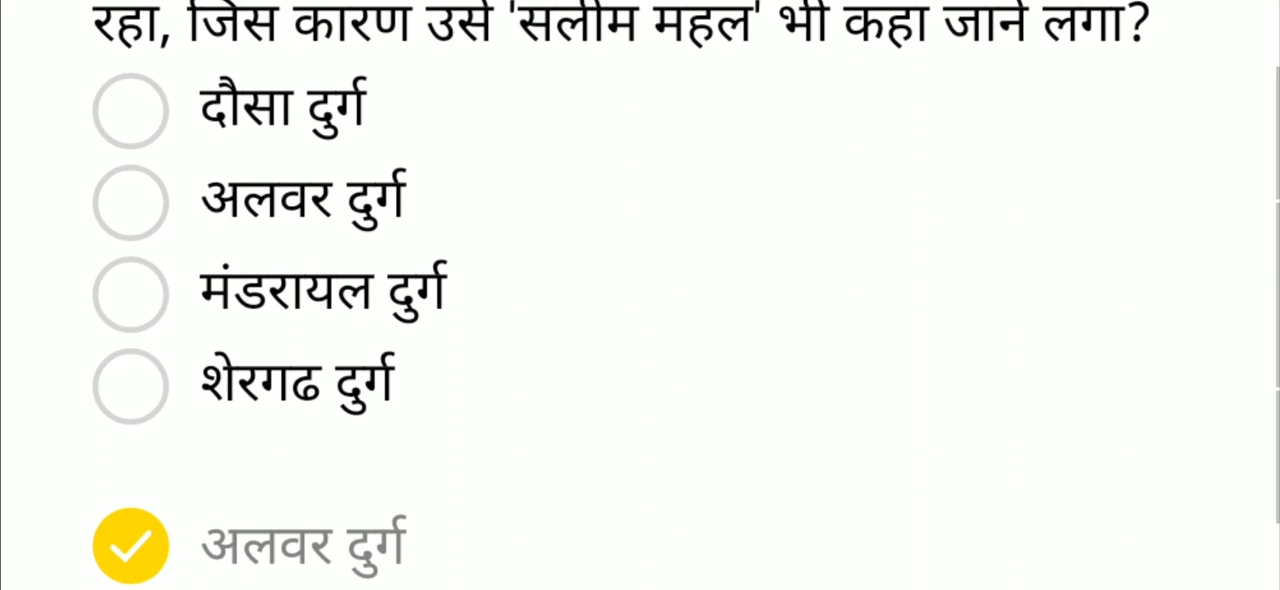 रहा, जिस कारण उसे 'सलीम महल' भी कहा जाने लगा?
दौसा दुर्ग
अलवर दुर्ग
मंडरायल दुर्ग
शेरगढ दुर्ग
अलवर दुर्ग